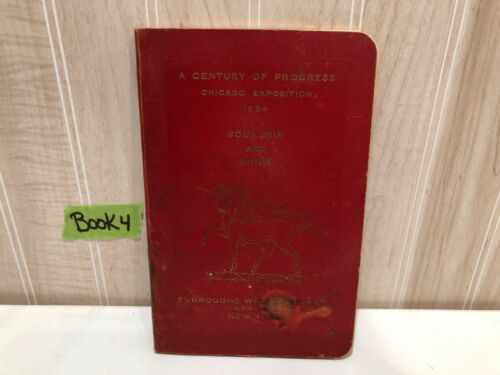 A CENTURY OF PROGRESS
CHICAGO EXPOSITION
1934
SOUVENIR
AND
GUIDE
BOOK 4
BURROUGHS WELLCOME & CO
U.S.A.
NEW YORK